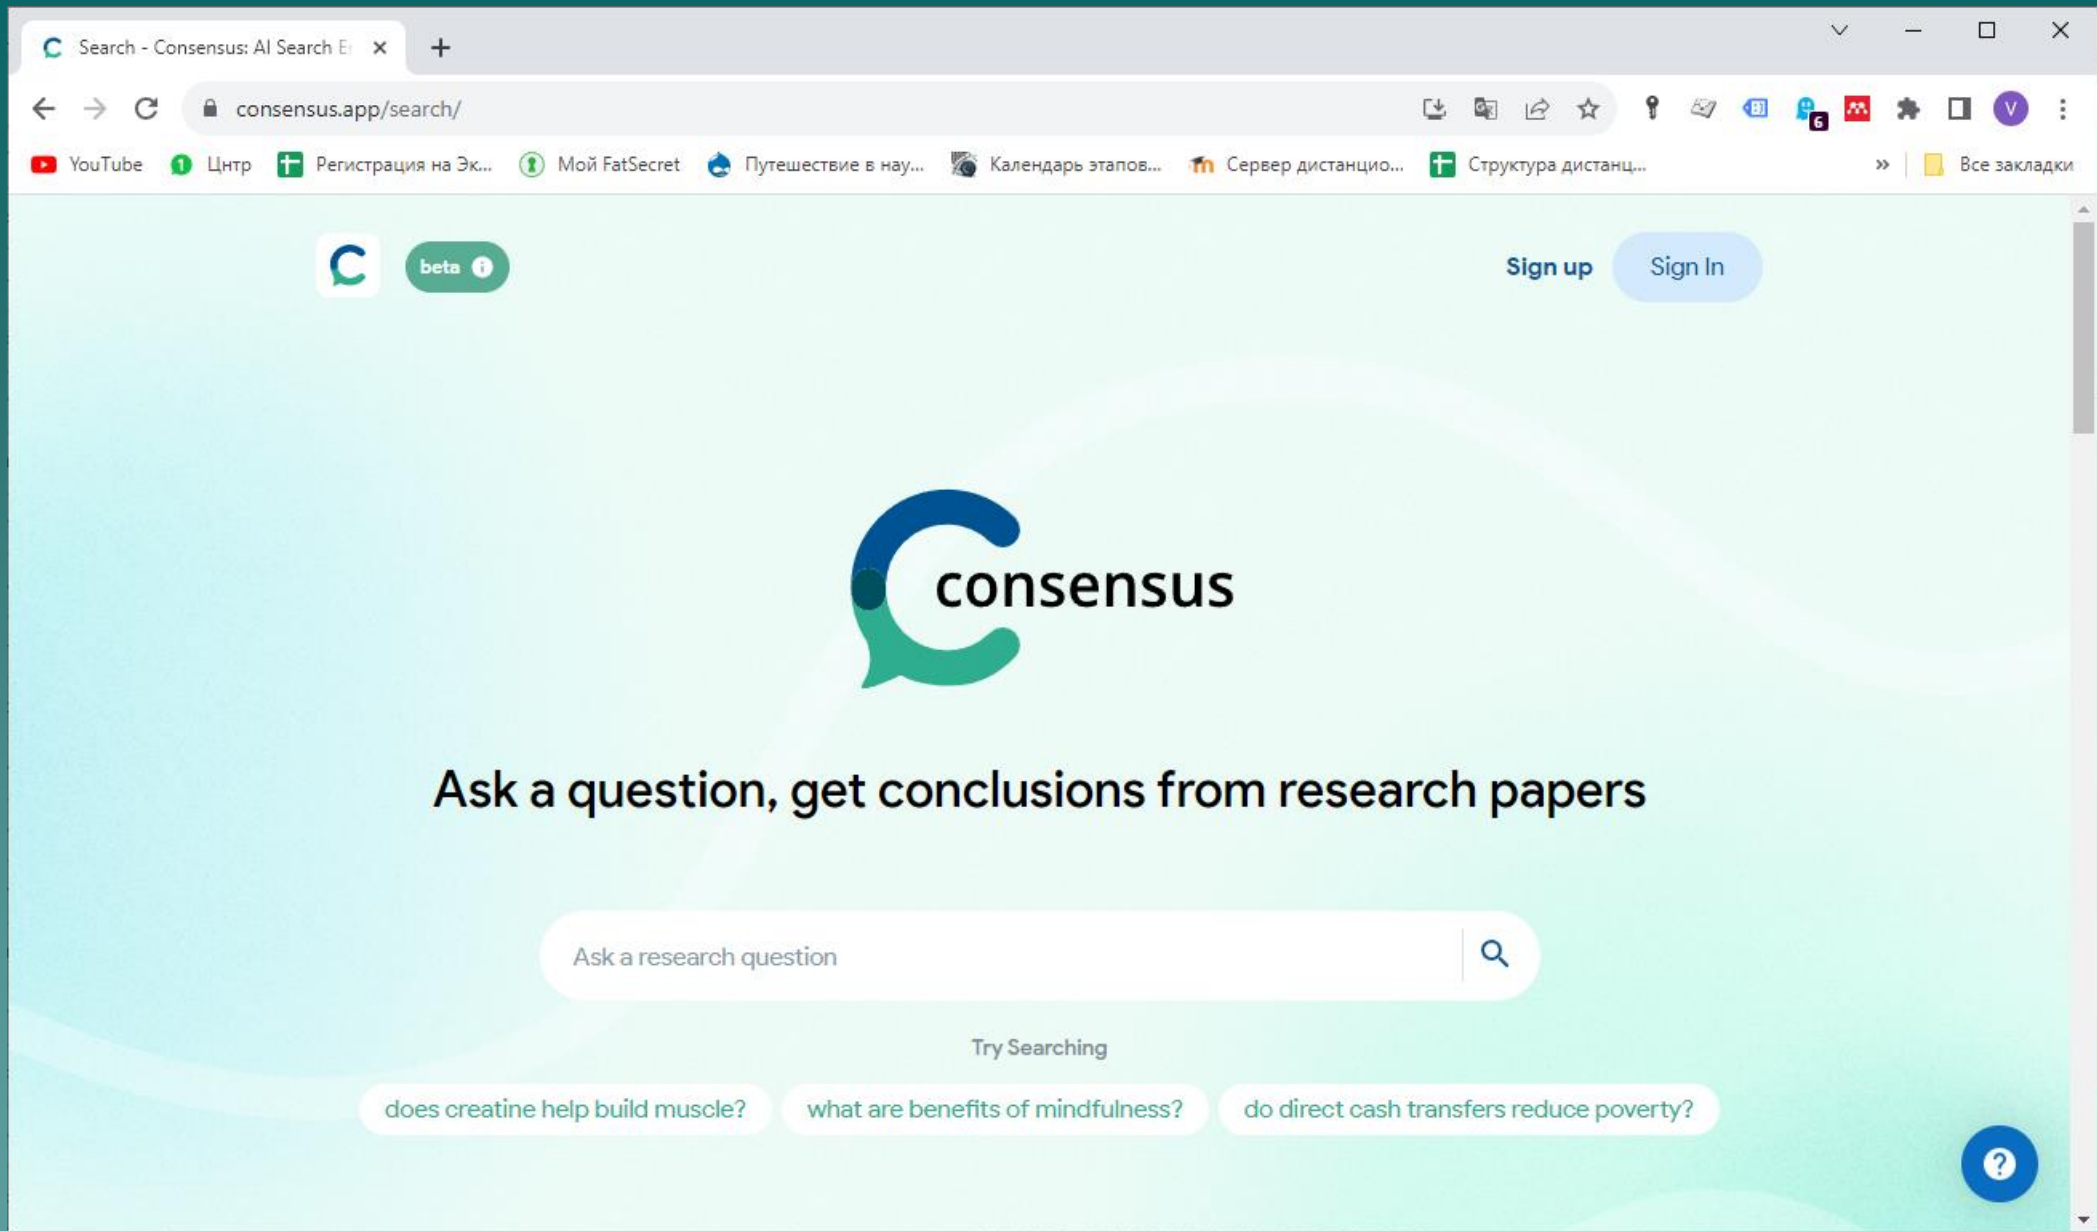 Search - Consensus: AI Search E
consensus.app/search/
6
V
YouTube Цнтр Регистрация на Эк... Мой FatSecret Путешествие в нау... Календарь этапов... Сервер дистанцио... Структура дистанц... » Все закладки
beta
Sign up Sign In
consensus
Ask a question, get conclusions from research papers
Ask a research question
Try Searching
does creatine help build muscle? what are benefits of mindfulness? do direct cash transfers reduce poverty?
?